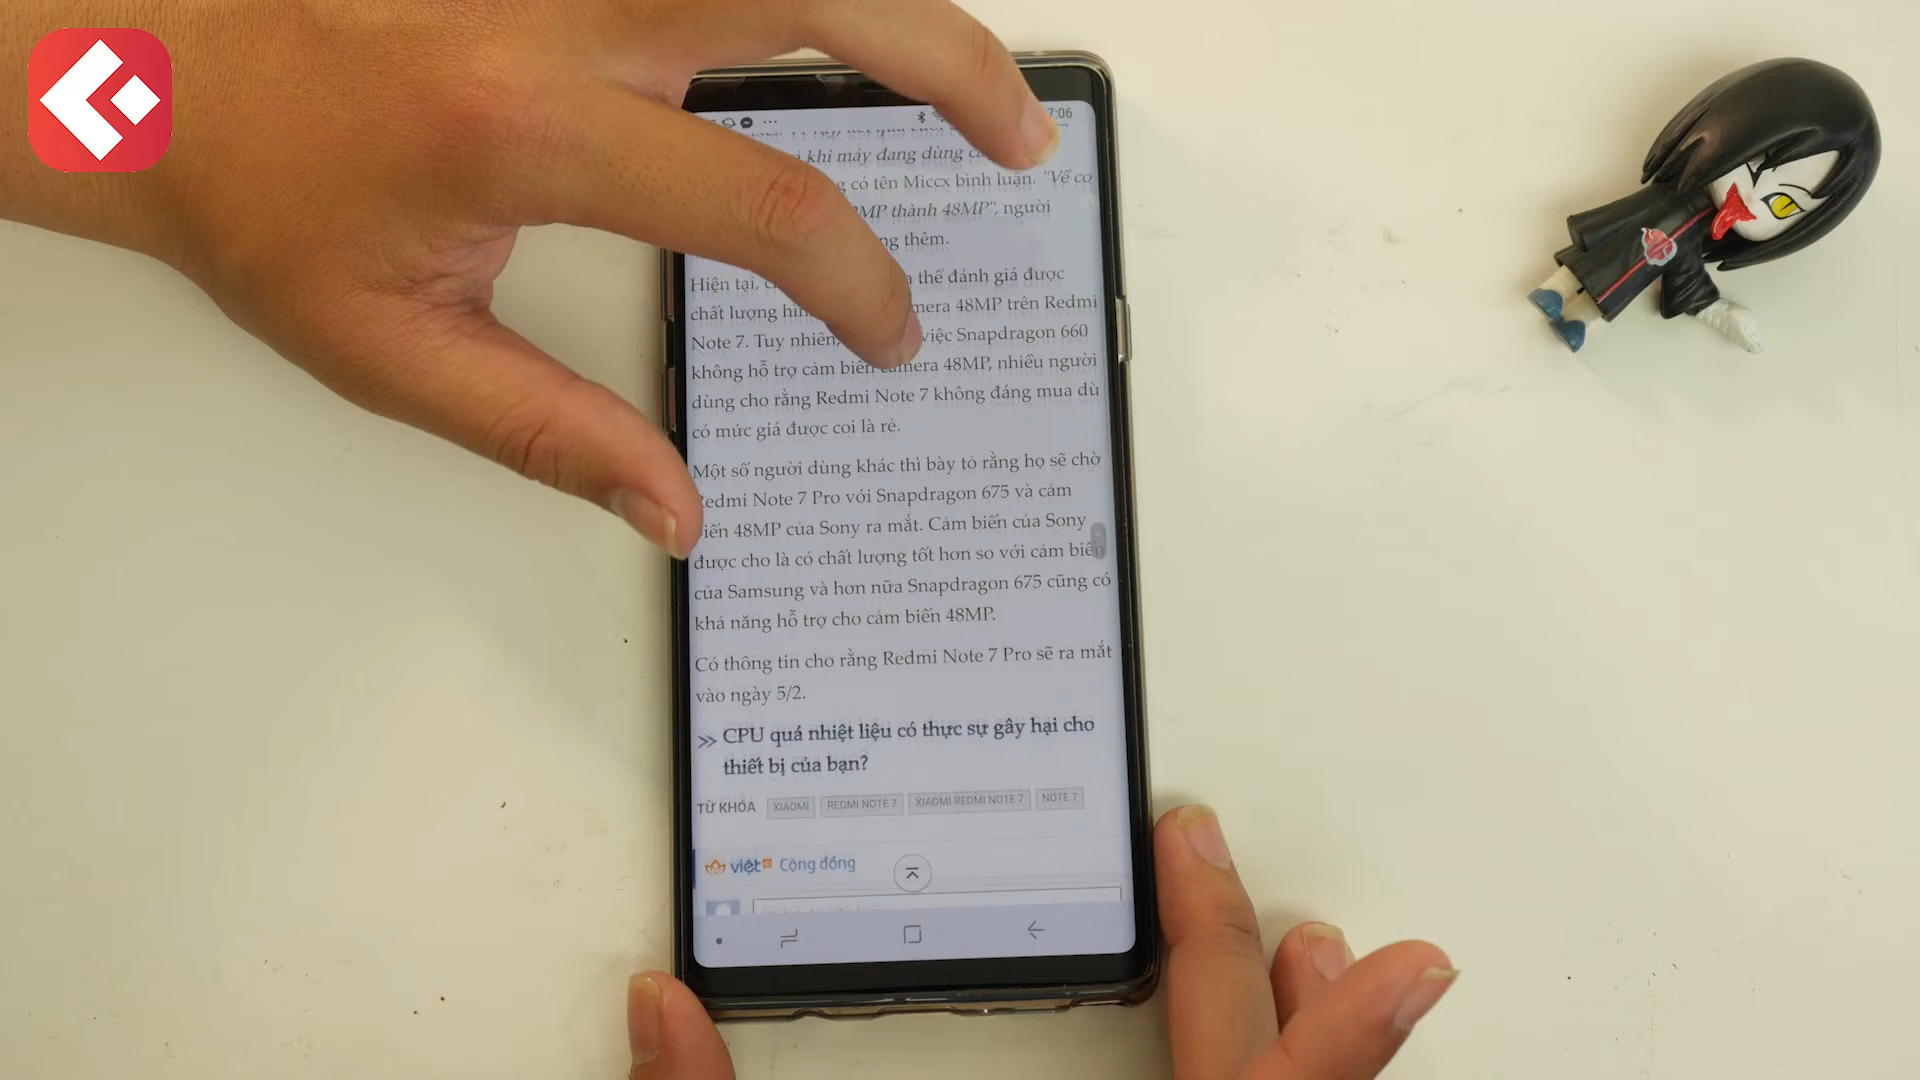 7:06
khi máy đang dùng
có tên Miccx bình luận. "Về cơ
MP thành 48MP", người
thêm.
Hiện tại, thể đánh giá được
chất lượng 48MP trên Redmi
Note 7. Tuy nhiên, việc Snapdragon 660
không hỗ trợ cảm biến camera 48MP, nhiều người
dùng cho rằng Redmi Note 7 không đáng mua dù
có mức giá được coi là rẻ.
Một số người dùng khác thì bày tỏ rằng họ sẽ chờ
Redmi Note 7 Pro với Snapdragon 675 và cảm
biến 48MP của Sony ra mắt. Cảm biến của Sony
được cho là có chất lượng tốt hơn so với cảm biến
của Samsung và hơn nữa Snapdragon 675 cũng có
khả năng hỗ trợ cho cảm biến 48MP.
Có thông tin cho rằng Redmi Note 7 Pro sẽ ra mắt
vào ngày 5/2.
>> CPU quá nhiệt liệu có thực sự gây hại cho
thiết bị của bạn?
TỪ KHÓA XIAOMI REDMI NOTE 7 XIAOMI REDMI NOTE 7 NOTE 7
việt Cộng đồng